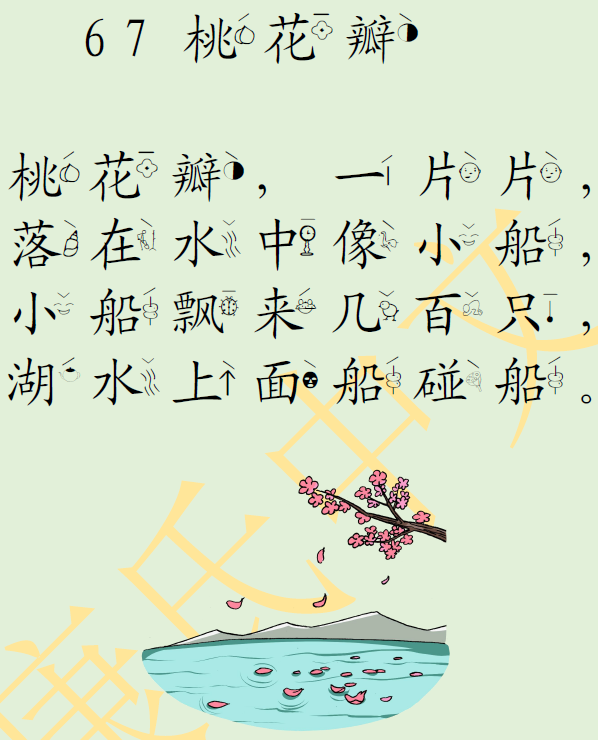 67 桃花瓣
桃花瓣，一片片，
落在水中像小船，
小船飘来几百只，
湖水上面船碰船。